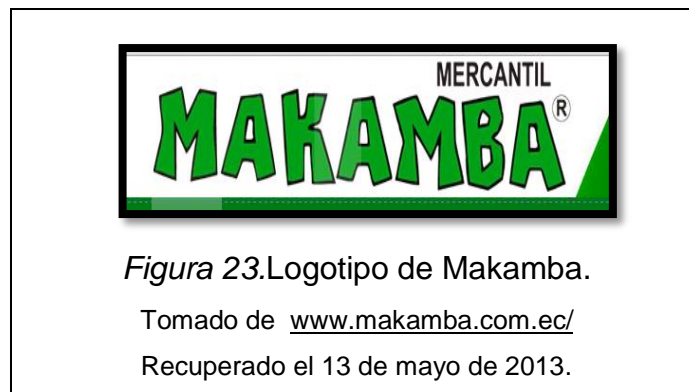 MERCANTIL
MAKAMBA®
Figura 23.Logotipo de Makamba.
Tomado de www.makamba.com.ec/
Recuperado el 13 de mayo de 2013.